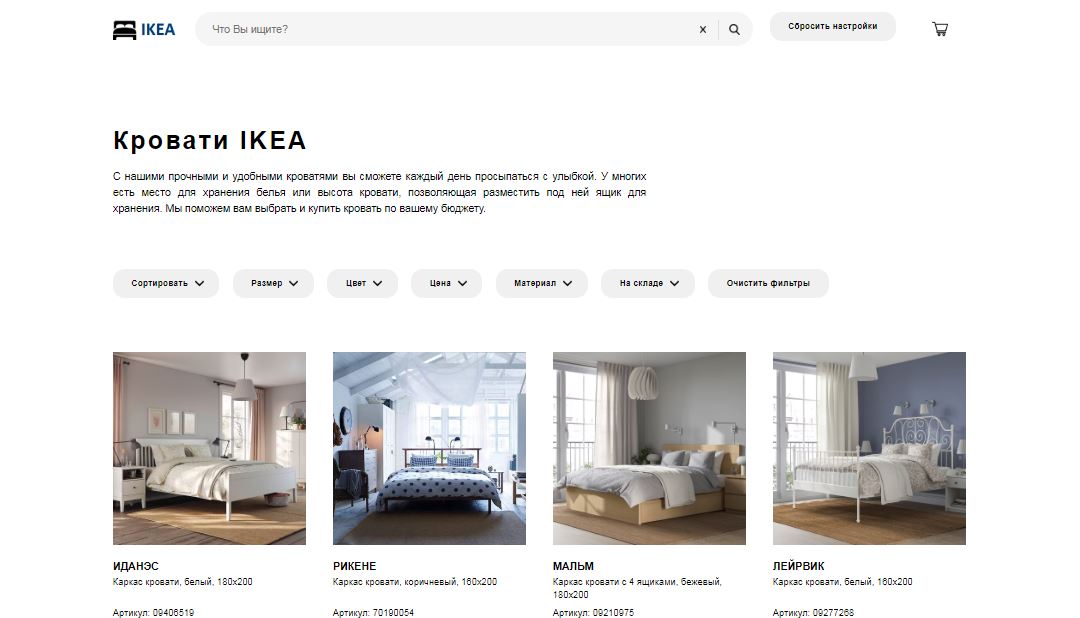 IKEA
Что Вы ищите?
x
Сбросить настройки
Кровати IKEA
С нашими прочными и удобными кроватями вы сможете каждый день просыпаться с улыбкой. У многих
есть место для хранения белья или высота кровати, позволяющая разместить под ней ящик для
хранения. Мы поможем вам выбрать и купить кровать по вашему бюджету.
Сортировать Размер Цвет Цена Материал На складе Очистить фильтры
ИДАНЭС
Каркас кровати, белый, 180x200
Артикул: 09406519
РИКЕНЕ
Каркас кровати, коричневый, 160x200
Артикул: 70190054
МАЛЬМ
Каркас кровати с 4 ящиками, бежевый,
180x200
Артикул: 09210975
ЛЕЙРВИК
Каркас кровати, белый, 160x200
Артикул: 09277268